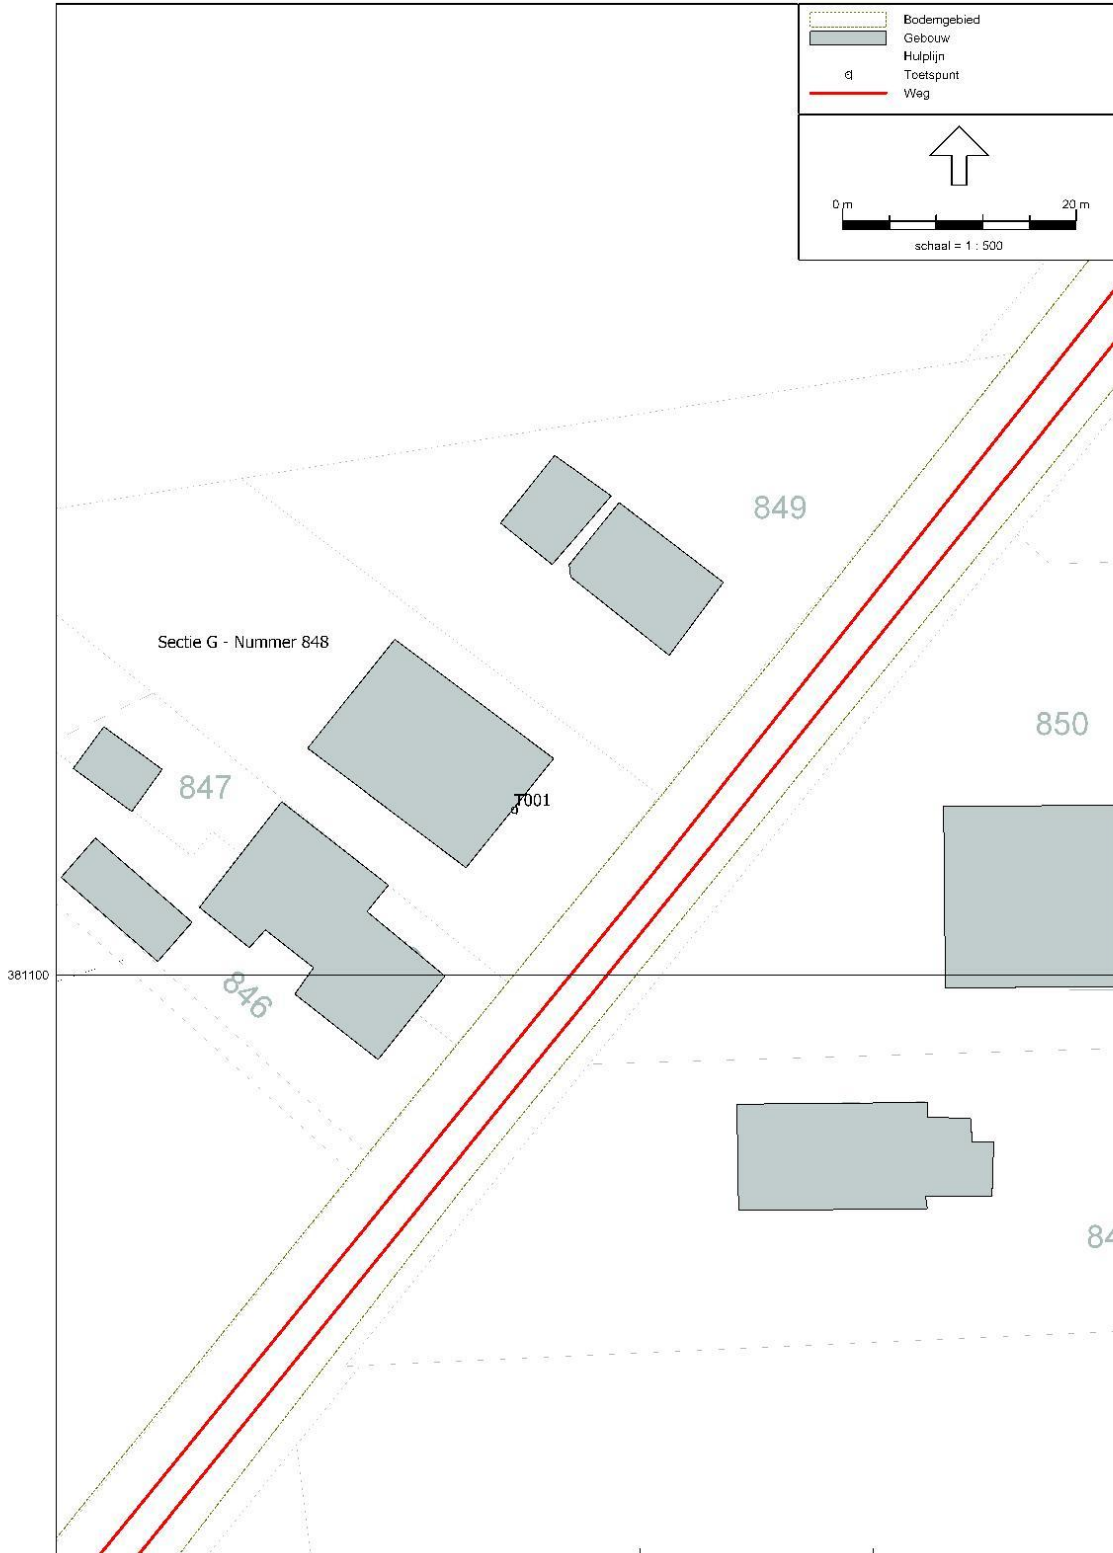 Bodemgebied
Gebouw
Hulplijn
Toetspunt
Weg
0 m 20 m
schaal = 1 : 500
849
Sectie G - Nummer 848
850
847
T001
381100
846
84